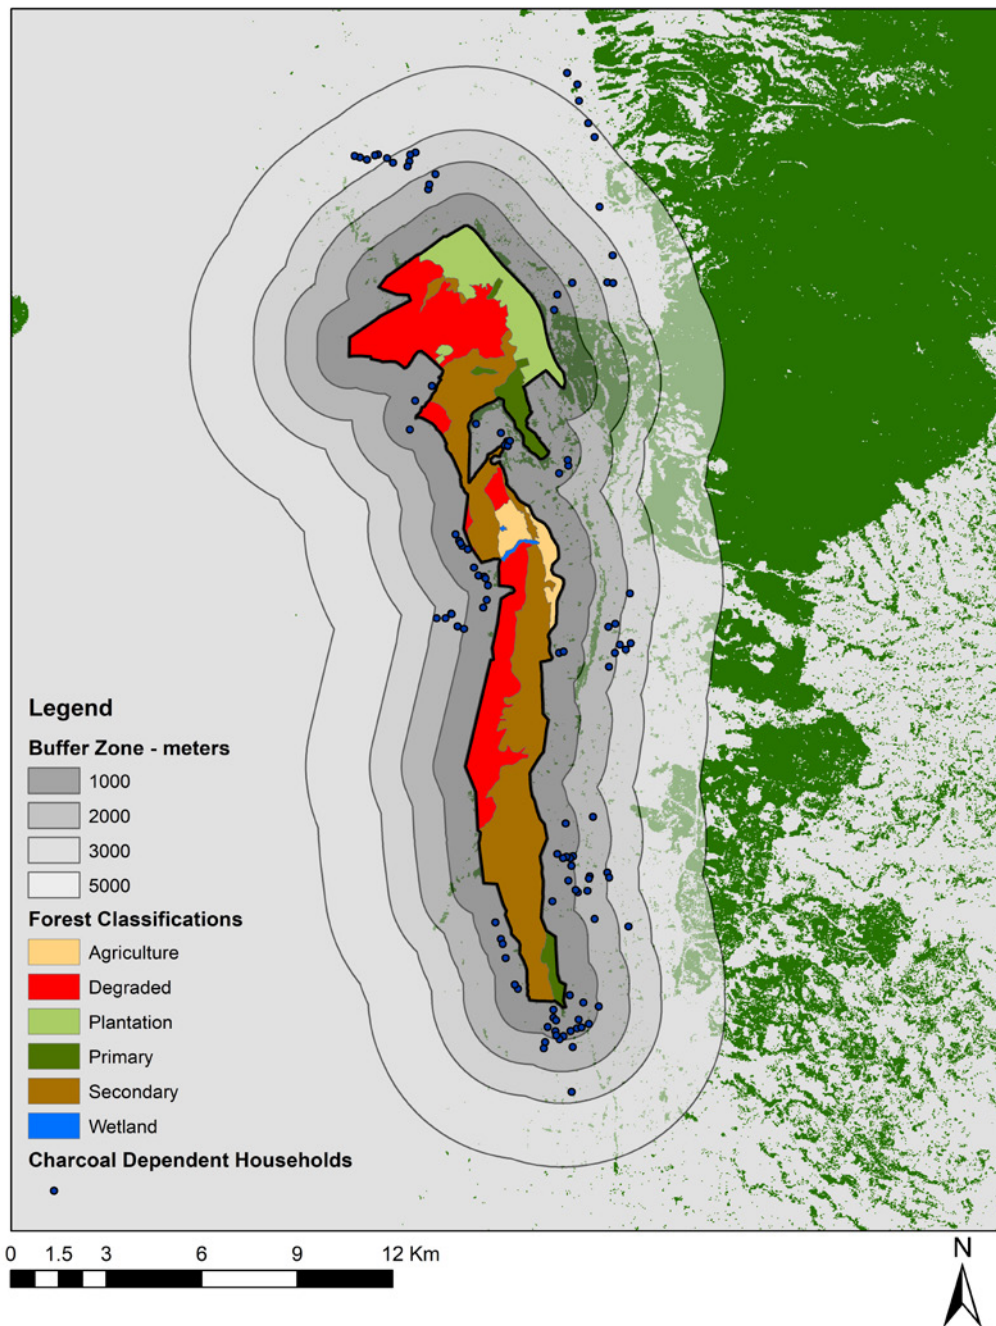 Legend
Buffer Zone - meters
1000
2000
3000
5000
Forest Classifications
Agriculture
Degraded
Plantation
Primary
Secondary
Wetland
Charcoal Dependent Households
0 1.5 3 6 9 12 Km
N